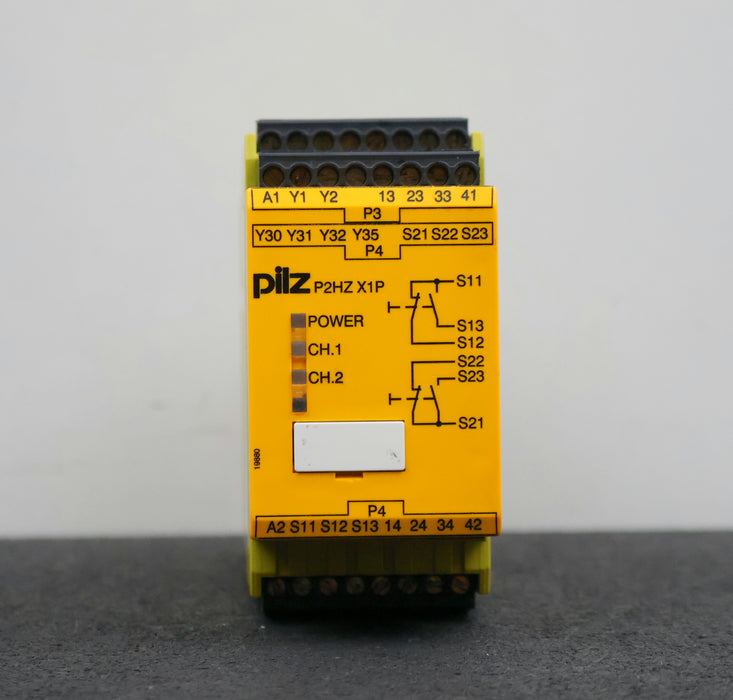 A1 Y1 Y2 13 23 33 41
P3
Y30 Y31 Y32 Y35 S21 S22 S23
P4
pilz P2HZ X1P
S11
POWER
S13
S12
CH.1
S22
CH.2
S23
S21
19880
P4
A2 S11 S12 S13 14 24 34 42